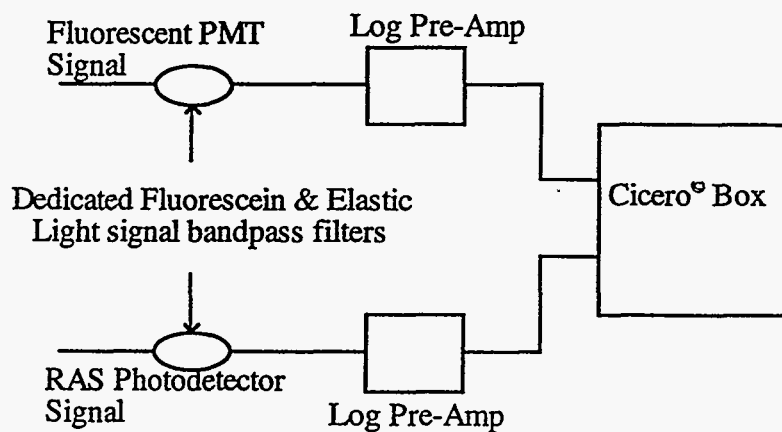 Fluorescent PMT
Signal
Log Pre-Amp
Dedicated Fluorescein & Elastic
Light signal bandpass filters
Cicero© Box
RAS Photodetector
Signal
Log Pre-Amp